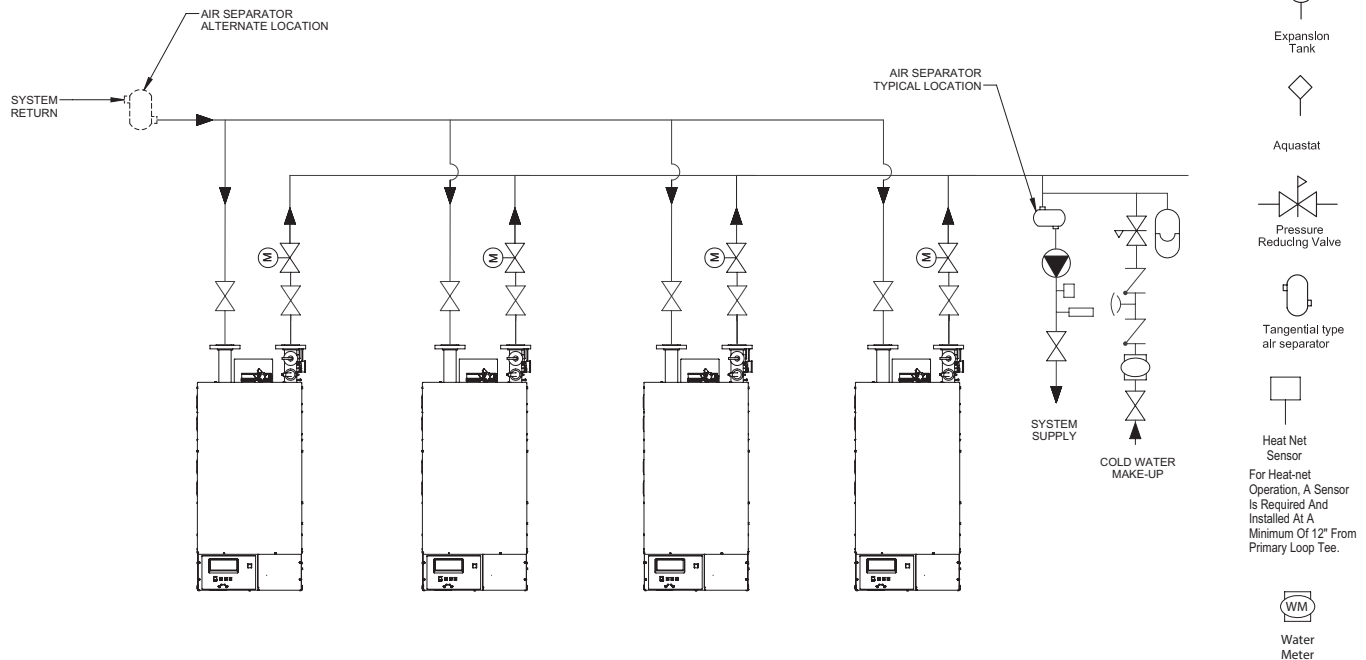 AIR SEPARATOR
ALTERNATE LOCATION
SYSTEM
RETURN
AIR SEPARATOR
TYPICAL LOCATION
M
M
M
M
SYSTEM
SUPPLY
COLD WATER
MAKE-UP
Expansion
Tank
Aquastat
Pressure
Reducing Valve
Tangential type
air separator
Heat Net
Sensor
For Heat-net
Operation, A Sensor
Is Required And
Installed At A
Minimum Of 12" From
Primary Loop Tee.
WM
Water
Meter